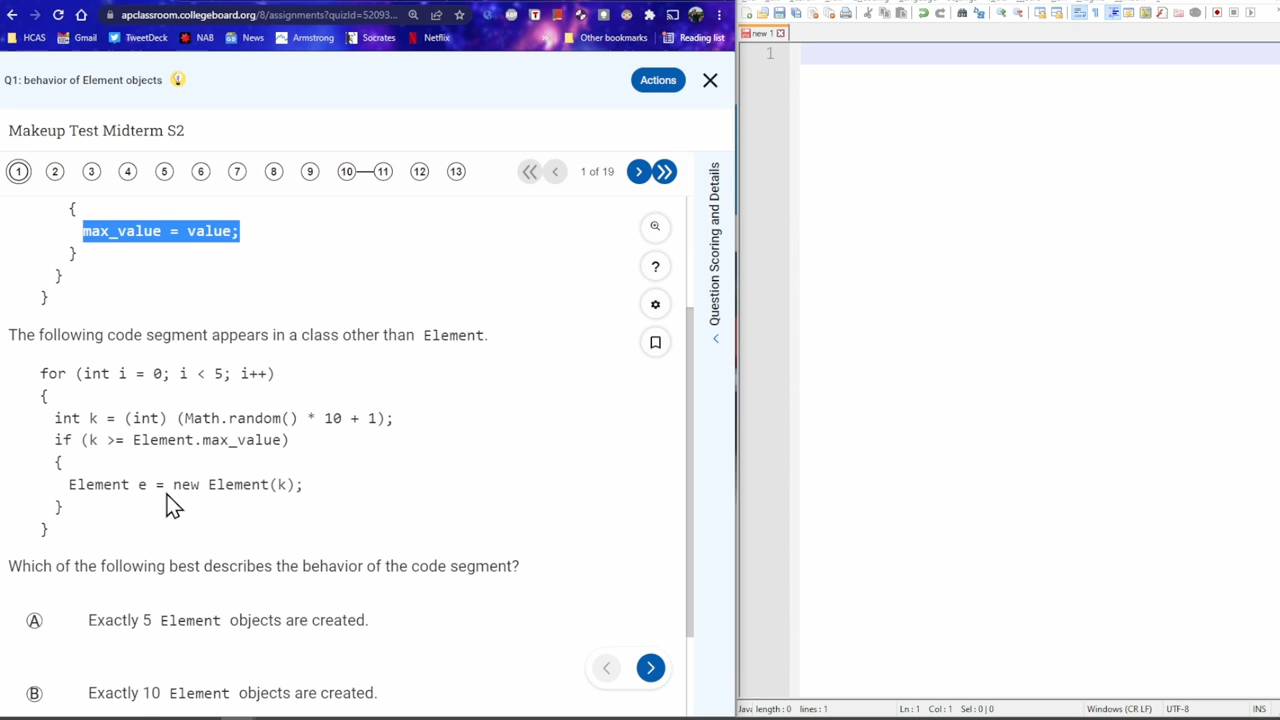 apclassroom.collegeboard.org/8/assignments?quizId=52093...
HCAS Gmail TweetDeck NAB News Armstrong Socrates Netflix » Other bookmarks Reading list
new 1
1
Q1: behavior of Element objects
Actions
Makeup Test Midterm S2
1 2 3 4 5 6 7 8 9 10 11 12 13
1 of 19
{
max_value = value;
}
}
}
?
Question Scoring and Details
The following code segment appears in a class other than Element.
for (int i = 0; i < 5; i++)
{
int k = (int) (Math.random() * 10 + 1);
if (k >= Element.max_value)
{
Element e = new Element(k);
}
}
Which of the following best describes the behavior of the code segment?
A Exactly 5 Element objects are created.
B Exactly 10 Element objects are created.
Java length: 0 lines: 1 Ln: 1 Col: 1 Sel: 0 | 0 Windows (CR LF) UTF-8 INS